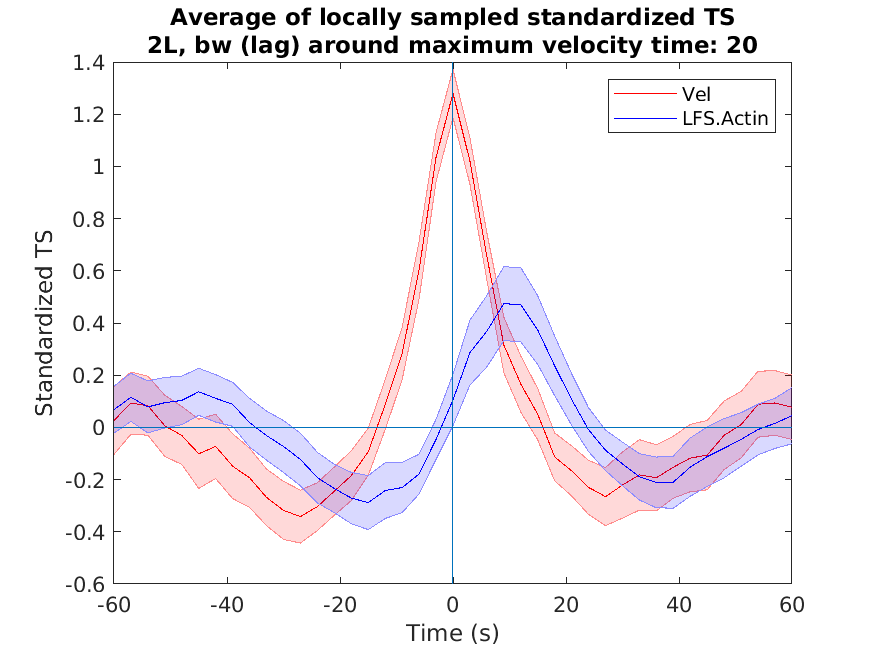 Average of locally sampled standardized TS
2L, bw (lag) around maximum velocity time: 20
1.4
1.2
1
0.8
0.6
0.4
0.2
0
-0.2
-0.4
-0.6
Standardized TS
Vel
LFS.Actin
-60 -40 -20 0 20 40 60
Time (s)